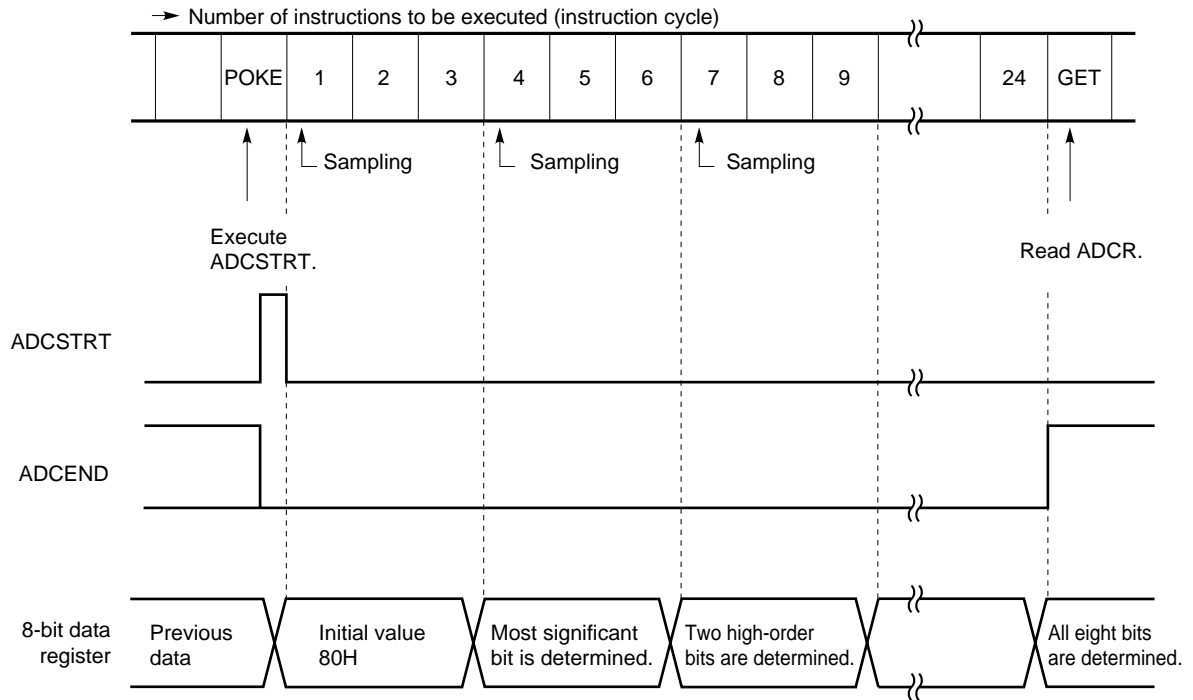 Number of instructions to be executed (instruction cycle)
POKE 1 2 3 4 5 6 7 8 9 24 GET
Sampling Sampling Sampling
Execute
ADCSTRT.
Read ADCR.
ADCSTRT
ADCEND
8-bit data
register
Previous
data
Initial value
80H
Most significant
bit is determined.
Two high-order
bits are determined.
All eight bits
are determined.